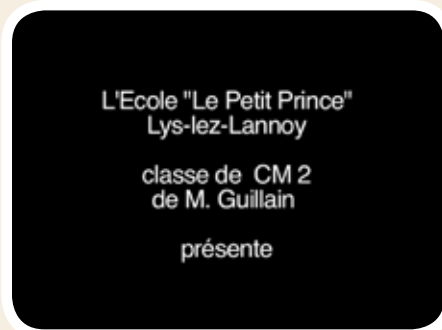 L'Ecole "Le Petit Prince"
Lys-lez-Lannoy
classe de CM 2
de M. Guillain
présente